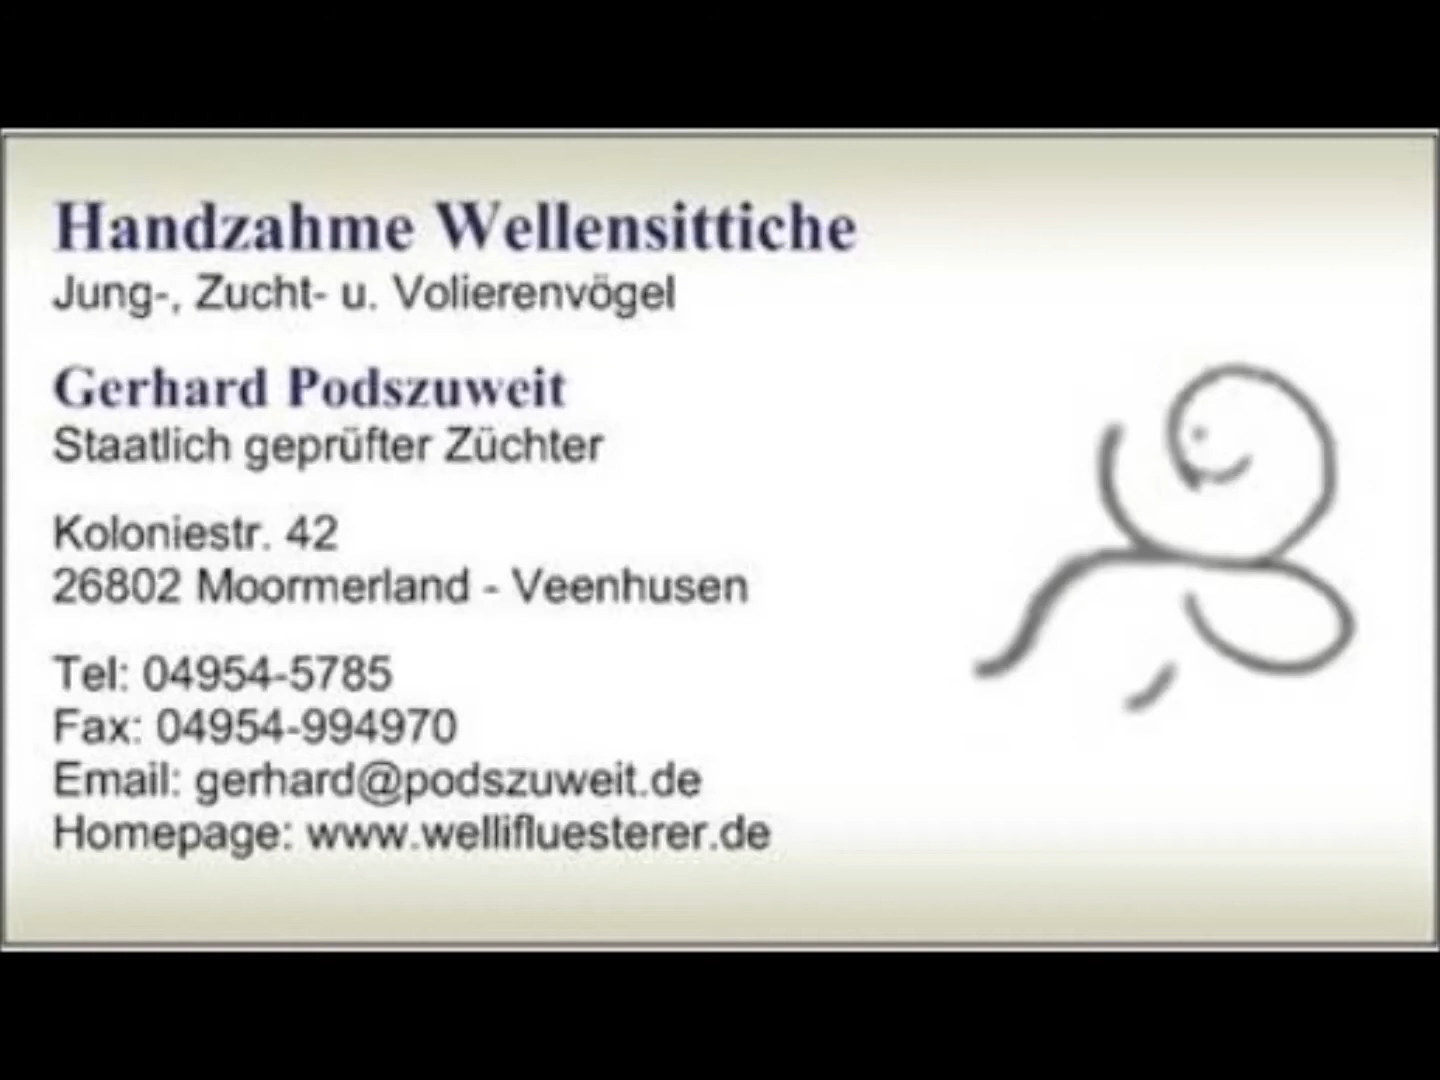 Handzahme Wellensittiche
Jung-, Zucht- u. Volierenvögel
Gerhard Podszuweit
Staatlich geprüfter Züchter
Koloniestr. 42
26802 Moormerland - Veenhusen
Tel: 04954-5785
Fax: 04954-994970
Email: gerhard@podszuweit.de
Homepage: www.wellifluesterer.de